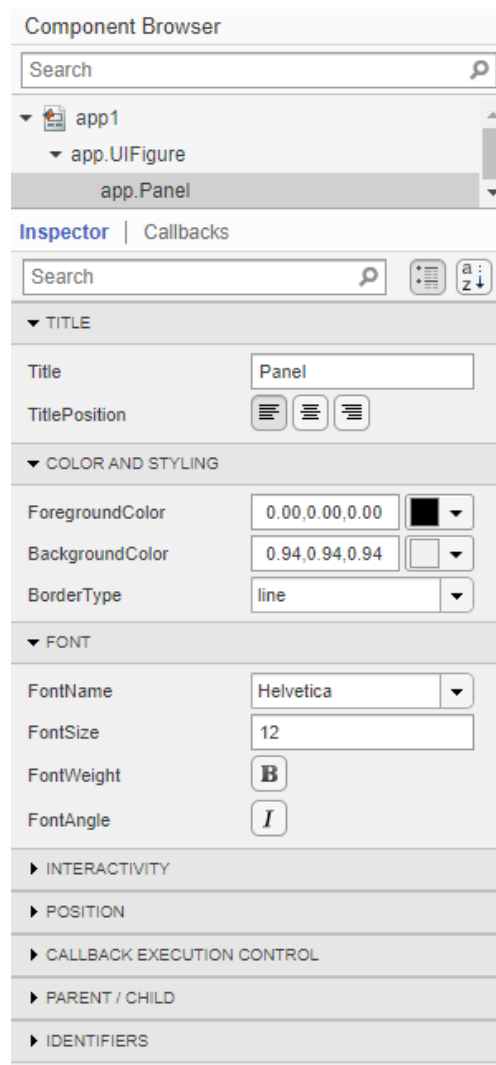 Component Browser
Search
app1
app.UIFigure
app.Panel
Inspector | Callbacks
Search
a z
TITLE
Title Panel
TitlePosition
COLOR AND STYLING
ForegroundColor 0.00,0.00,0.00
BackgroundColor 0.94,0.94,0.94
BorderType line
FONT
FontName Helvetica
FontSize 12
FontWeight B
FontAngle I
INTERACTIVITY
POSITION
CALLBACK EXECUTION CONTROL
PARENT / CHILD
IDENTIFIERS